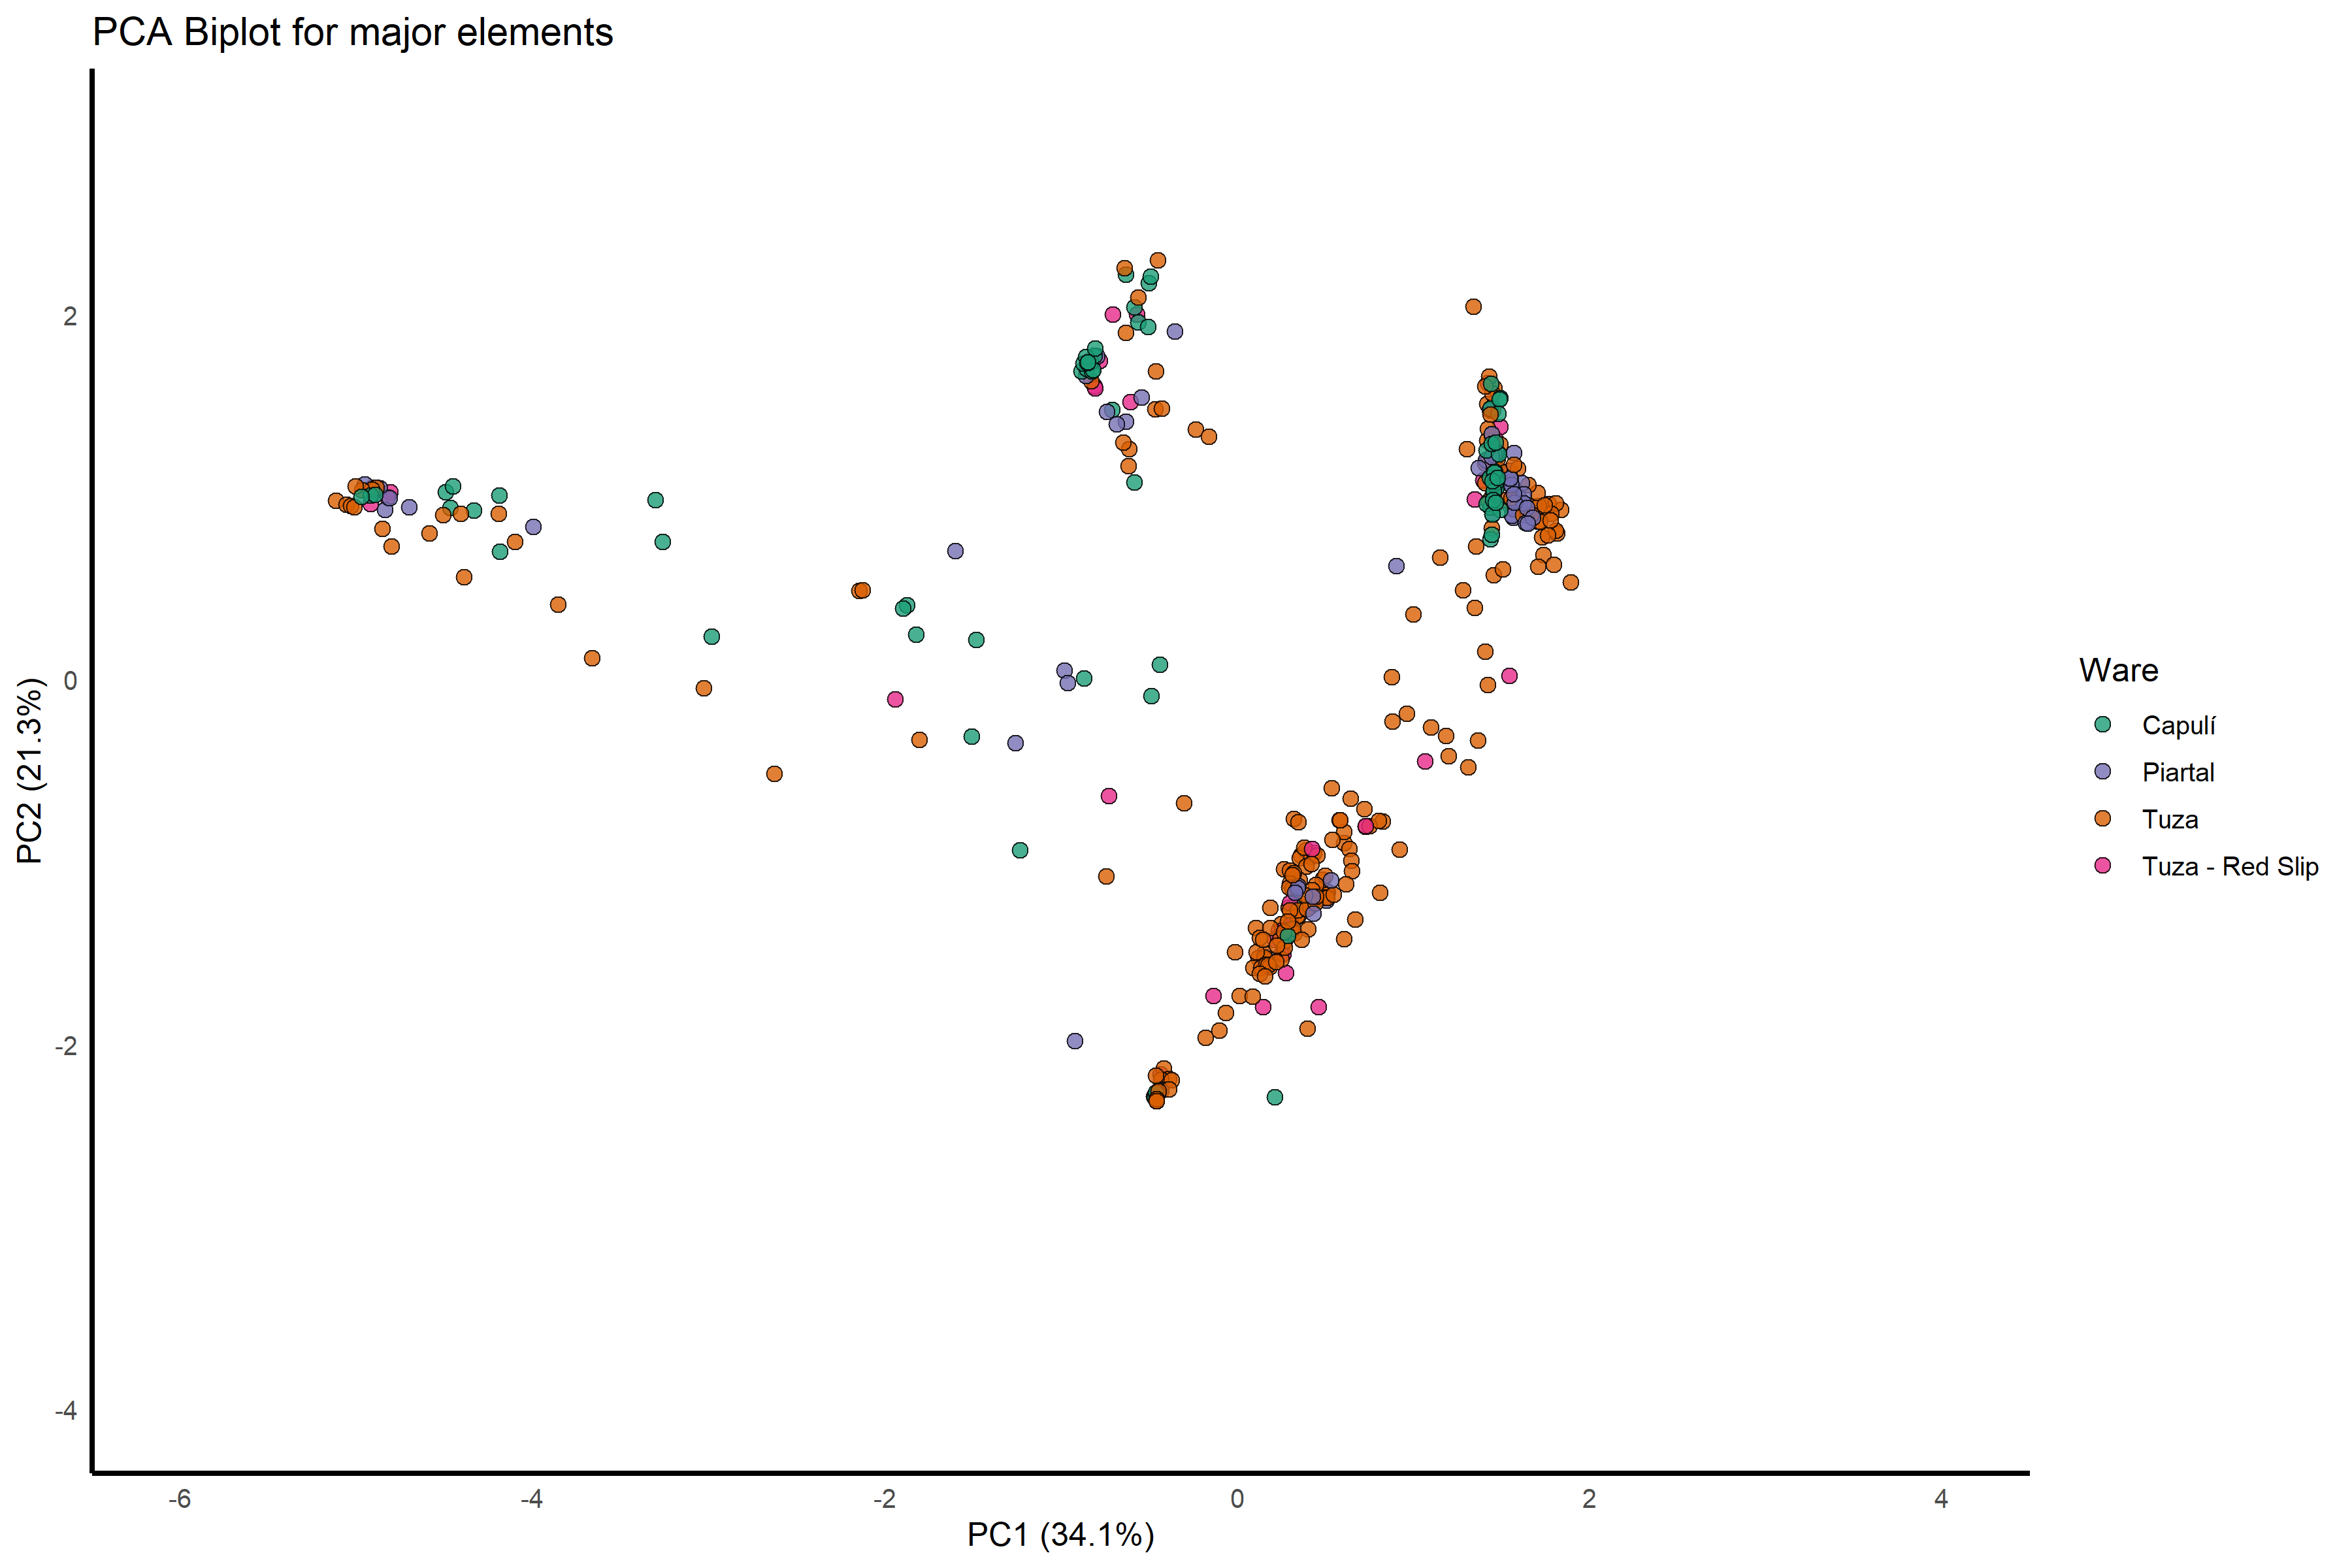 PCA Biplot for major elements
2
0
-2
-4
PC2 (21.3%)
-6
-4
-2
0
2
4
PC1 (34.1%)
Ware
Capulí
Piartal
Tuza
Tuza - Red Slip